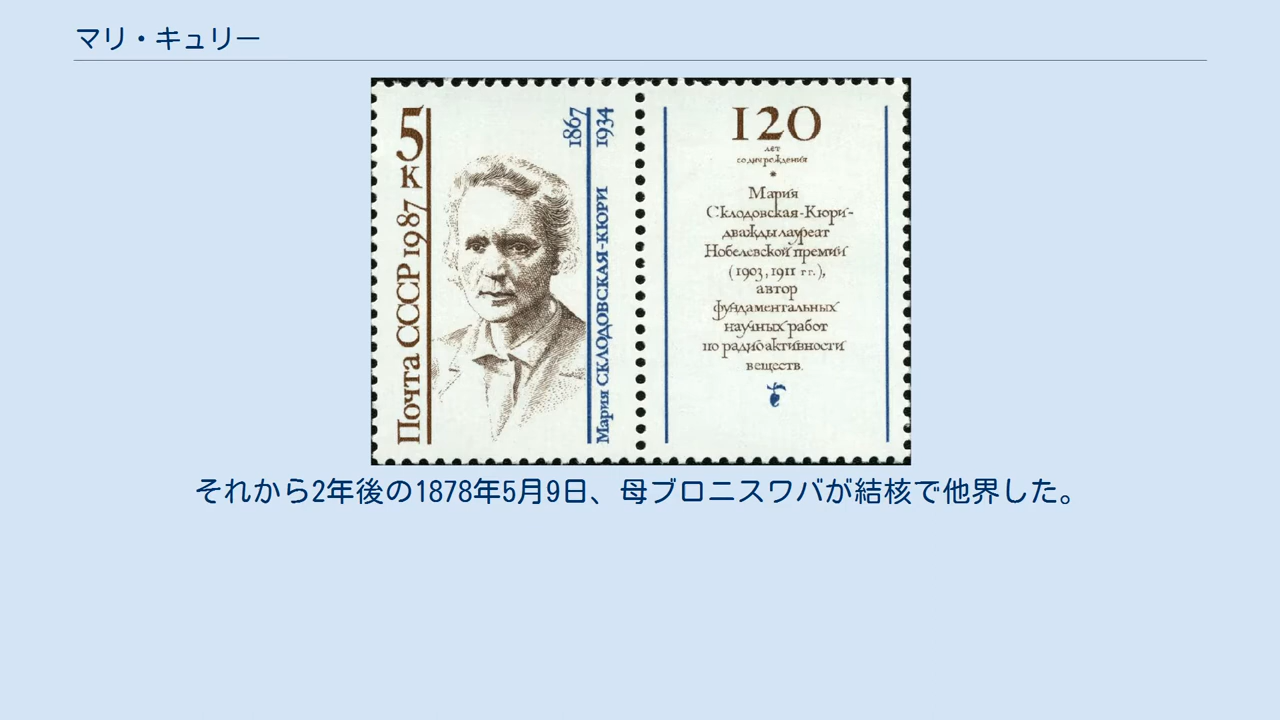 マリ・キュリー
5
к
Почта СССР 1987
1867
1934
Мария СКЛОДОВСКАЯ-КЮРИ
120
лет
со дня рождения
Мария
Склодовская-Кюри-
дважды лауреат
Нобелевской премии
(1903, 1911 гг.),
автор
фундаментальных
научных работ
по радиоактивности
веществ.
それから2年後の1878年5月9日、母ブロニスワバが結核で他界した。